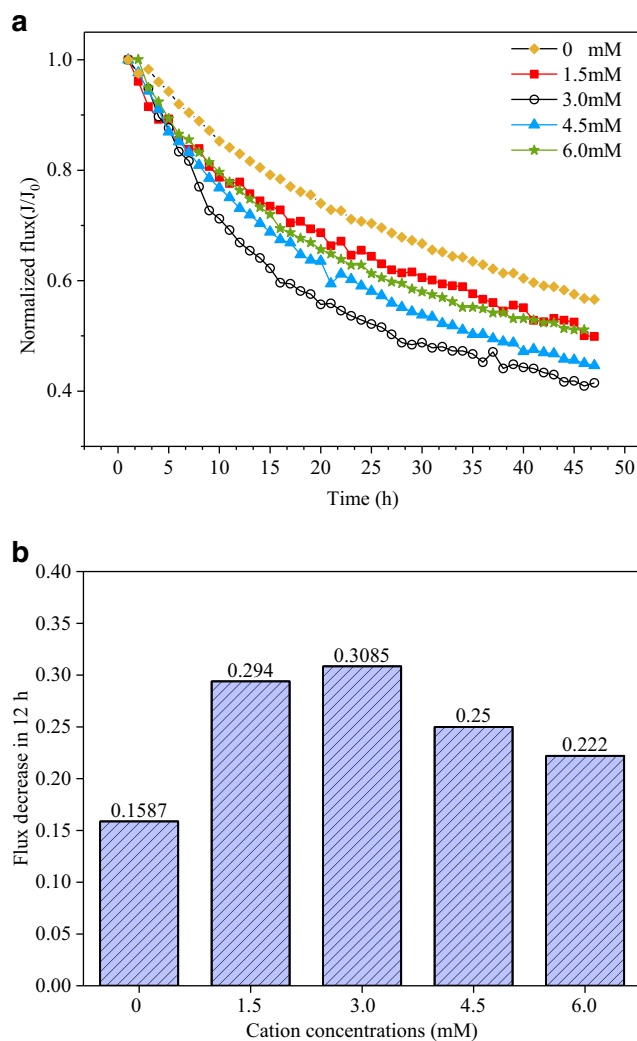 a
0 mM
1.5mM
3.0mM
4.5mM
6.0mM
1.0
0.8
0.6
0.4
Normalized flux(J/J₀)
0 5 10 15 20 25 30 35 40 45 50
Time (h)
b
0.40
0.35
0.30
0.25
0.20
0.15
0.10
0.05
0.00
Flux decrease in 12 h
0.1587
0.294
0.3085
0.25
0.222
0 1.5 3.0 4.5 6.0
Cation concentrations (mM)